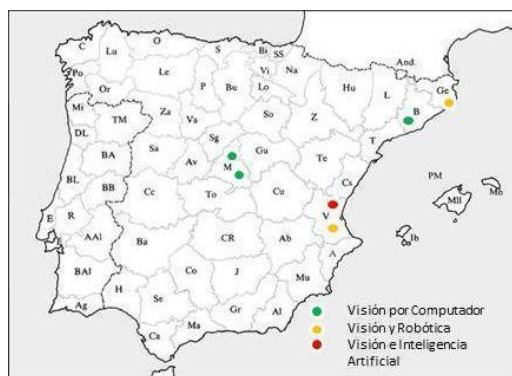 C
Lu
O
S
Bi
SS
And.
Po
Le
Vi
Na
Ge
Or
P
Bu
Lo
Hu
L
B
Mi
TM
Za
Va
So
Z
DL
Sg
T
BA
Sa
Av
M
Gu
Te
BL
BB
Cs
PM
Mn
Cc
To
Cu
Mll
E
R
V
Ib
AAl
Ba
CR
Ab
A
BAl
Co
J
Mu
Ag
H
Se
Gr
Al
Ca
Ma
Visión por Computador
Visión y Robótica
Visión e Inteligencia
Artificial